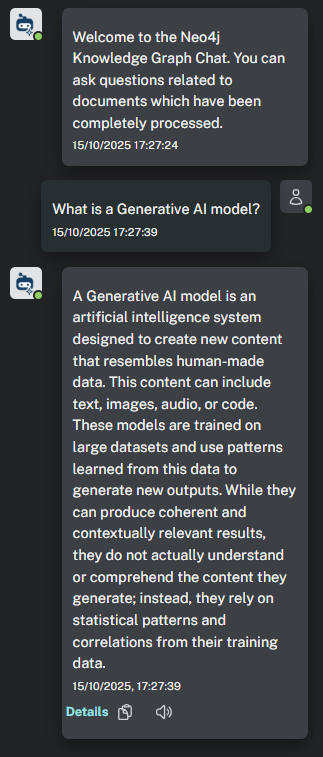 Welcome to the Neo4j
Knowledge Graph Chat. You can
ask questions related to
documents which have been
completely processed.
15/10/2025 17:27:24
What is a Generative AI model?
15/10/2025 17:27:39
A Generative AI model is an
artificial intelligence system
designed to create new content
that resembles human-made
data. This content can include
text, images, audio, or code.
These models are trained on
large datasets and use patterns
learned from this data to
generate new outputs. While they
can produce coherent and
contextually relevant results,
they do not actually understand
or comprehend the content they
generate; instead, they rely on
statistical patterns and
correlations from their training
data.
15/10/2025, 17:27:39
Details